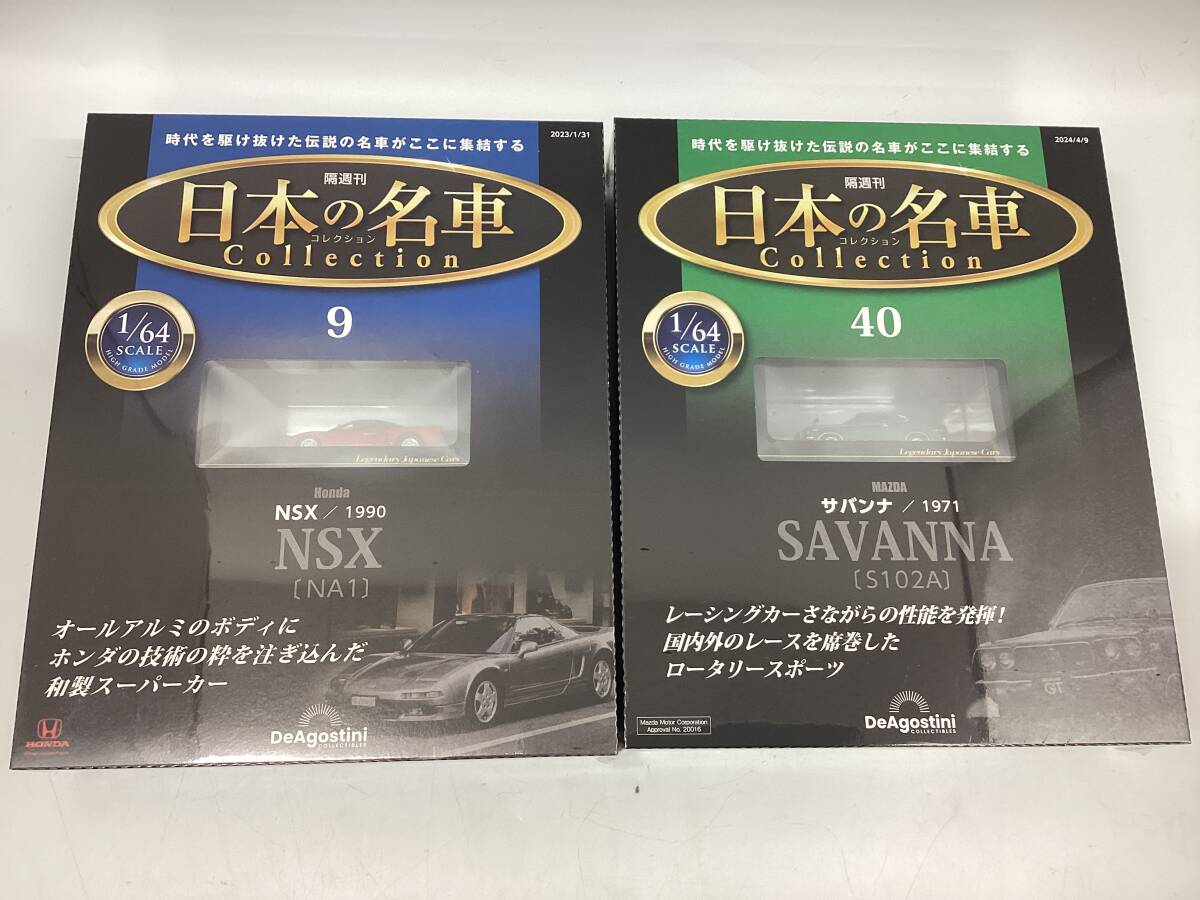 時代を駆け抜けた伝説の名車がここに集結する
2023/1/31
隔週刊
日本の名車
コレクション
Collection
9
1/64
SCALE
HIGH GRADE MODEL
Legendary Japanese Cars
Honda
NSX / 1990
NSX
〔NA1〕
オールアルミのボディに
ホンダの技術の粋を注ぎ込んだ
和製スーパーカー
HONDA
DeAgostini
COLLECTIBLES
時代を駆け抜けた伝説の名車がここに集結する
2024/4/9
隔週刊
日本の名車
コレクション
Collection
40
1/64
SCALE
HIGH GRADE MODEL
Legendary Japanese Cars
MAZDA
サバンナ / 1971
SAVANNA
〔S102A〕
レーシングカーさながらの性能を発揮!
国内外のレースを席巻した
ロータリースポーツ
GT
Mazda Motor Corporation
Approval No. 20016
DeAgostini
COLLECTIBLES